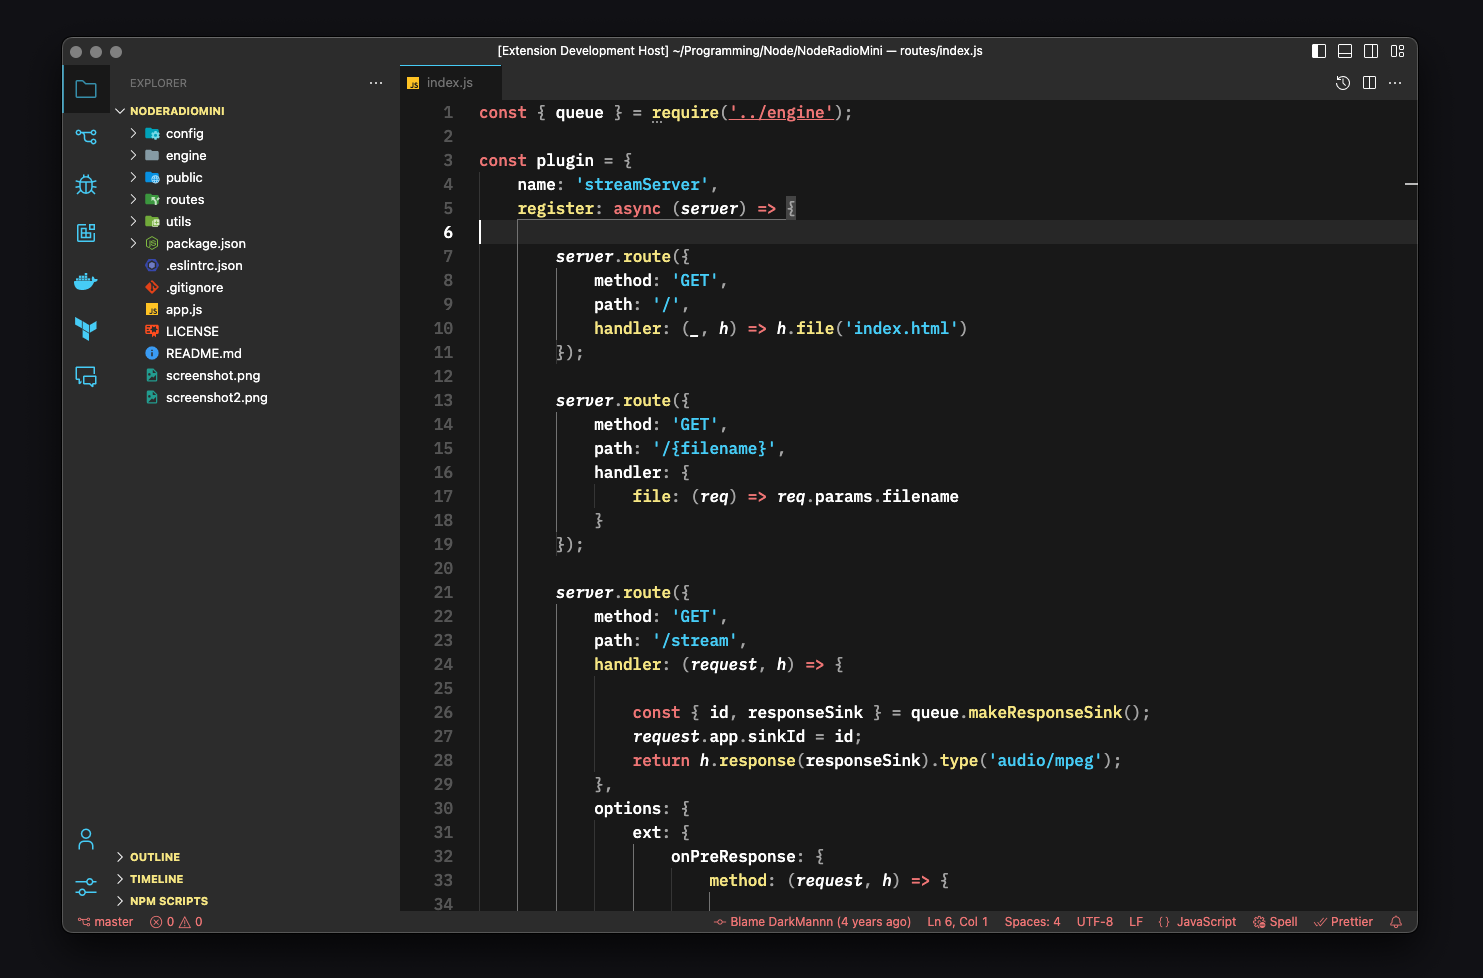 [Extension Development Host] ~/Programming/Node/NodeRadioMini — routes/index.js
EXPLORER
NODERADIOMINI
config
engine
public
routes
utils
package.json
.eslintrc.json
.gitignore
app.js
LICENSE
README.md
screenshot.png
screenshot2.png
OUTLINE
TIMELINE
NPM SCRIPTS
JS index.js
1 const { queue } = require('../engine');
2
3 const plugin = {
4 name: 'streamServer',
5 register: async (server) => {
6
7 server.route({
8 method: 'GET',
9 path: '/',
10 handler: (_, h) => h.file('index.html')
11 });
12
13 server.route({
14 method: 'GET',
15 path: '/{filename}',
16 handler: {
17 file: (req) => req.params.filename
18 }
19 });
20
21 server.route({
22 method: 'GET',
23 path: '/stream',
24 handler: (request, h) => {
25
26 const { id, responseSink } = queue.makeResponseSink();
27 request.app.sinkId = id;
28 return h.response(responseSink).type('audio/mpeg');
29 },
30 options: {
31 ext: {
32 onPreResponse: {
33 method: (request, h) => {
34
master 0 0 Blame DarkMannn (4 years ago) Ln 6, Col 1 Spaces: 4 UTF-8 LF {} JavaScript Spell Prettier